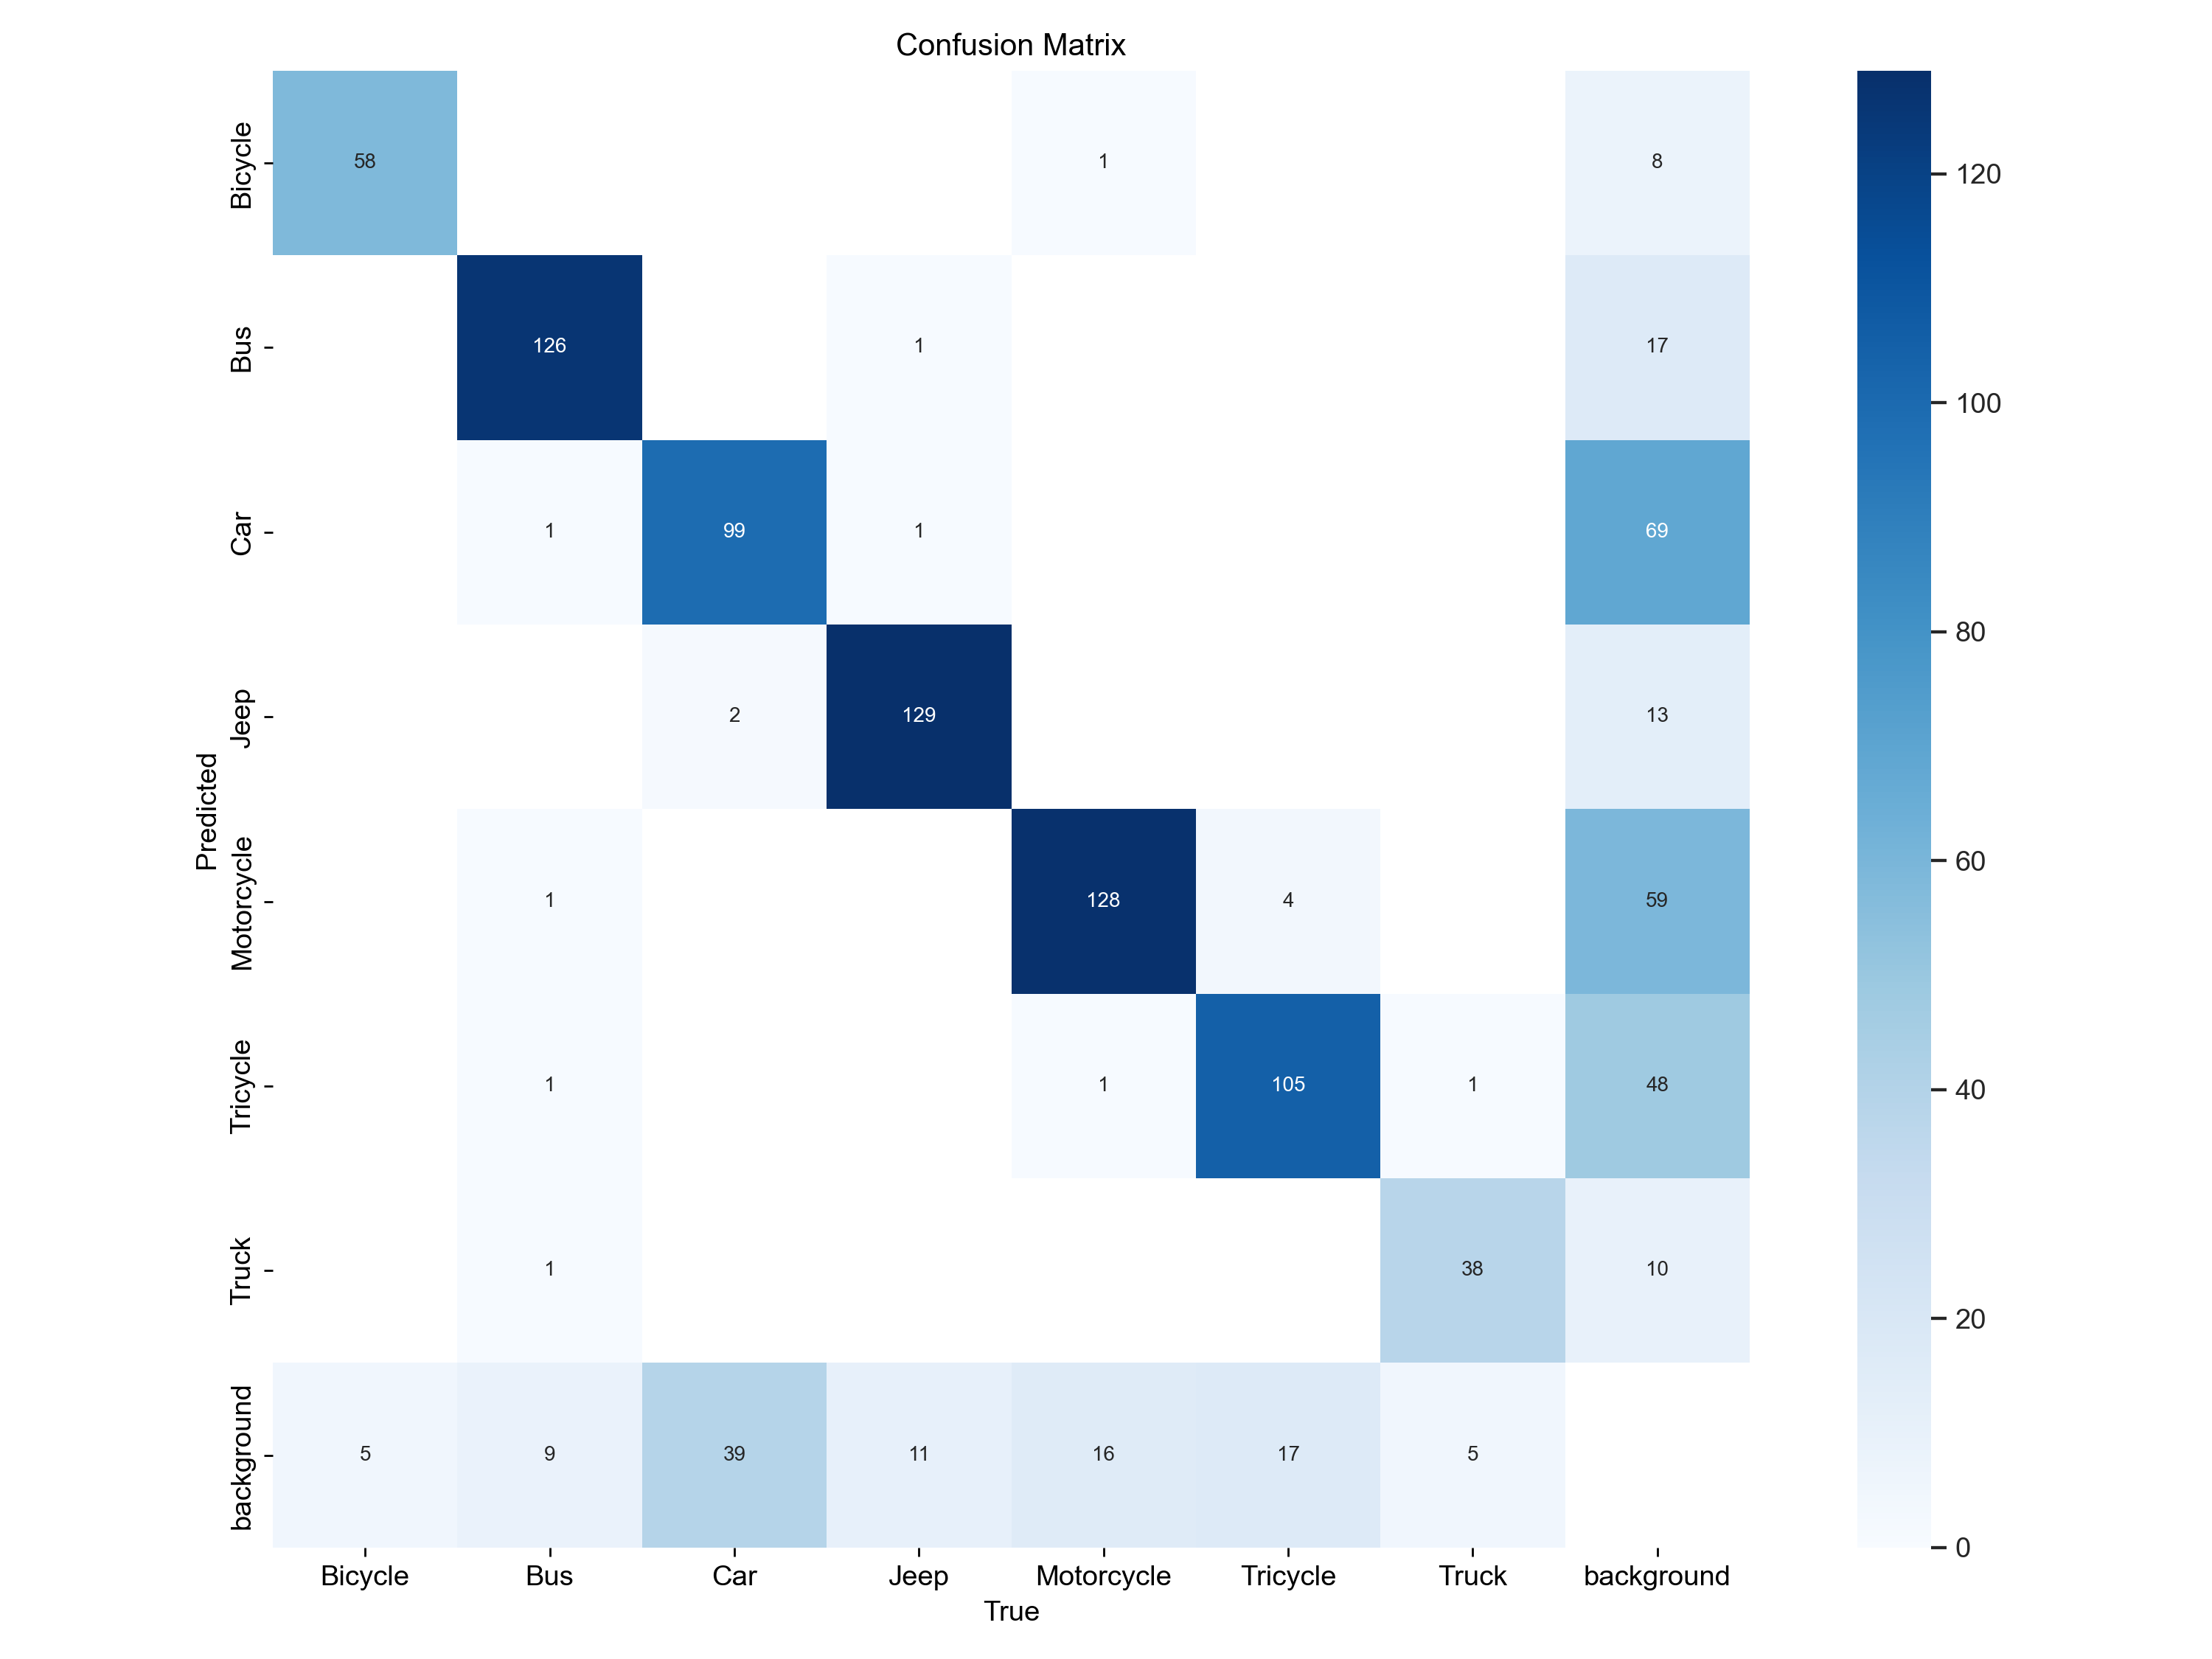 Confusion Matrix
Bicycle 58 1 8
Bus 126 1 17
Car 1 99 1 69
Jeep 2 129 13
Motorcycle 1 128 4 59
Tricycle 1 1 105 1 48
Truck 1 38 10
background 5 9 39 11 16 17 5
Predicted
Bicycle Bus Car Jeep Motorcycle Tricycle Truck background
True
120
100
80
60
40
20
0